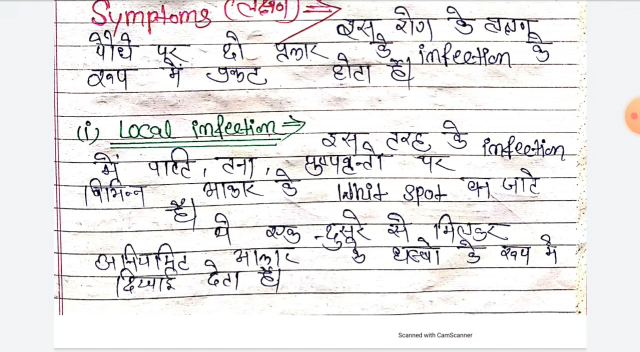 Symptoms (लक्षण) ⇒ इस रोग के लक्षण
पौधे पर दो प्रकार के infection के
रूप में प्रकट होता है।
(i) Local infection ⇒ इस तरह के infection
में पत्ति, तना, पुष्पवृन्तो पर
विभिन्न आकार के Whit spot बन जाते
है।
ये एक-दुसरे से मिलकर
अनियमित आकार के धब्बो के रूप मे
दिखाई देता है।
Scanned with CamScanner